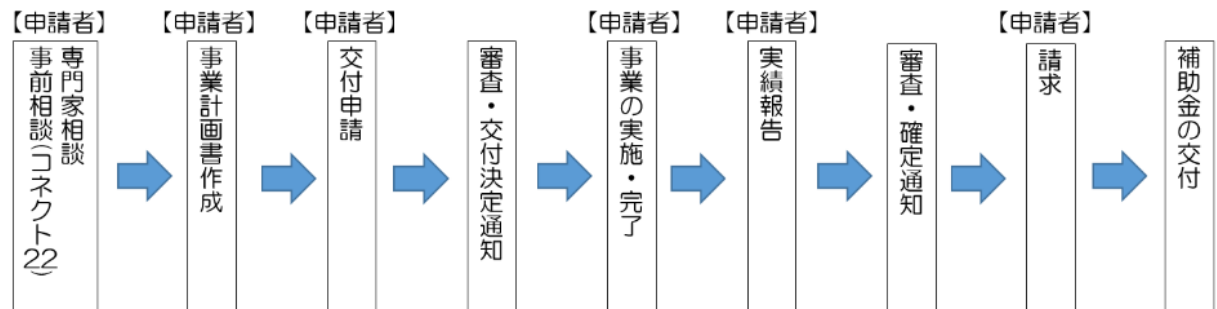 【申請者】
専門家相談
事前相談（コネクト22）
【申請者】
事業計画書作成
【申請者】
交付申請
審査・交付決定通知
【申請者】
事業の実施・完了
【申請者】
実績報告
審査・確定通知
【申請者】
請求
補助金の交付